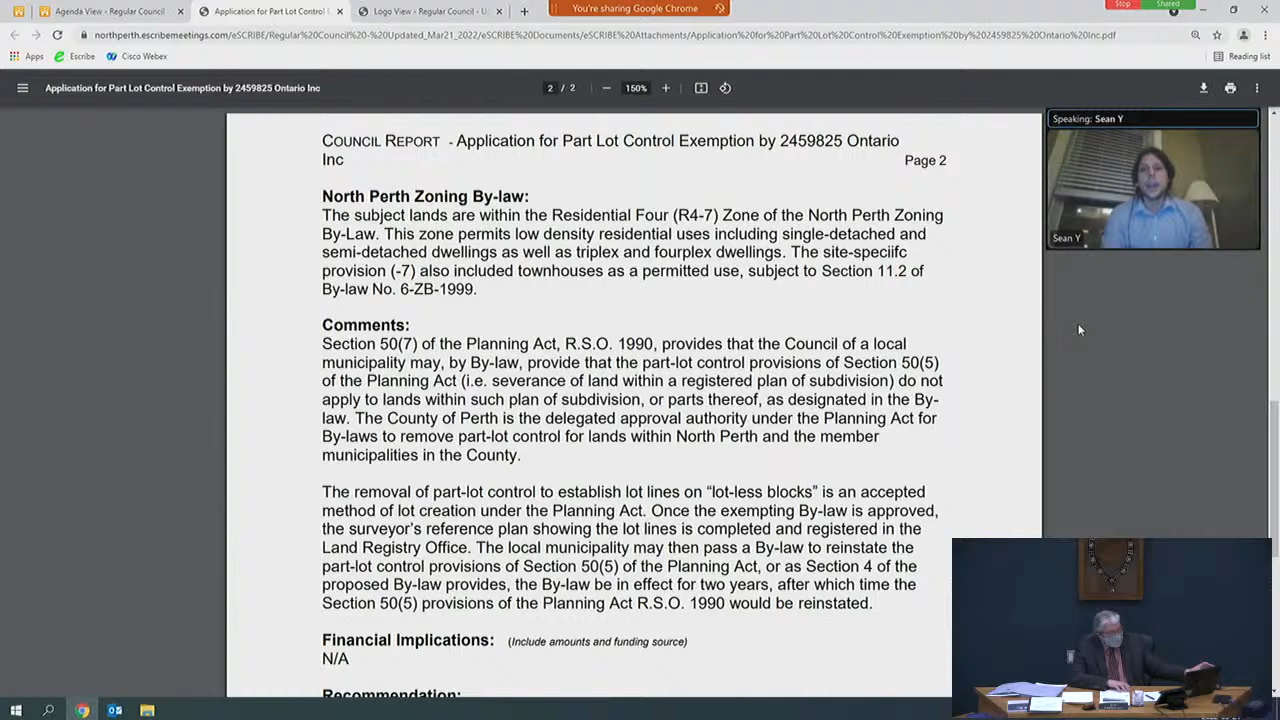 Agenda View - Regular Council
Application for Part Lot Control E
Logo View - Regular Council - U
You're sharing Google Chrome
Stop
Shared
northperth.escribemeetings.com/eSCRIBE/Regular%20Council%20-%20Updated_Mar21_2022/eSCRIBE%20Documents/eSCRIBE%20Attachments/Application%20for%20Part%20Lot%20Control%20Exemption%20by%202459825%20Ontario%20Inc.pdf
Apps
Escribe
Cisco Webex
Reading list
Application for Part Lot Control Exemption by 2459825 Ontario Inc
2 / 2
150%
Speaking: Sean Y
Sean Y
COUNCIL REPORT - Application for Part Lot Control Exemption by 2459825 Ontario
Inc
Page 2
North Perth Zoning By-law:
The subject lands are within the Residential Four (R4-7) Zone of the North Perth Zoning
By-Law. This zone permits low density residential uses including single-detached and
semi-detached dwellings as well as triplex and fourplex dwellings. The site-speciifc
provision (-7) also included townhouses as a permitted use, subject to Section 11.2 of
By-law No. 6-ZB-1999.
Comments:
Section 50(7) of the Planning Act, R.S.O. 1990, provides that the Council of a local
municipality may, by By-law, provide that the part-lot control provisions of Section 50(5)
of the Planning Act (i.e. severance of land within a registered plan of subdivision) do not
apply to lands within such plan of subdivision, or parts thereof, as designated in the By-
law. The County of Perth is the delegated approval authority under the Planning Act for
By-laws to remove part-lot control for lands within North Perth and the member
municipalities in the County.
The removal of part-lot control to establish lot lines on “lot-less blocks” is an accepted
method of lot creation under the Planning Act. Once the exempting By-law is approved,
the surveyor’s reference plan showing the lot lines is completed and registered in the
Land Registry Office. The local municipality may then pass a By-law to reinstate the
part-lot control provisions of Section 50(5) of the Planning Act, or as Section 4 of the
proposed By-law provides, the By-law be in effect for two years, after which time the
Section 50(5) provisions of the Planning Act R.S.O. 1990 would be reinstated.
Financial Implications: (Include amounts and funding source)
N/A
Recommendation: